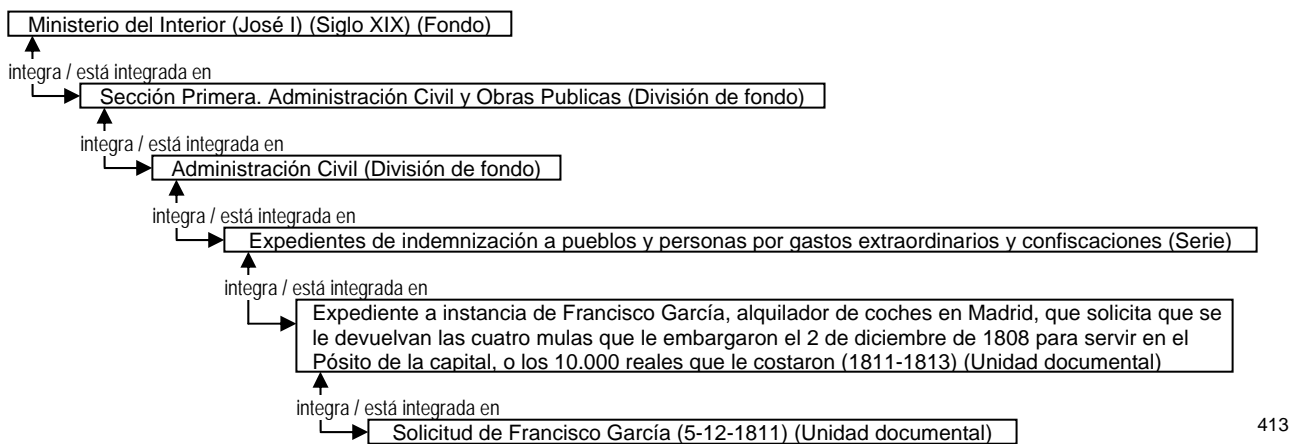 Ministerio del Interior (José I) (Siglo XIX) (Fondo)
integra / está integrada en
Sección Primera. Administración Civil y Obras Publicas (División de fondo)
integra / está integrada en
Administración Civil (División de fondo)
integra / está integrada en
Expedientes de indemnización a pueblos y personas por gastos extraordinarios y confiscaciones (Serie)
integra / está integrada en
Expediente a instancia de Francisco García, alquilador de coches en Madrid, que solicita que se
le devuelvan las cuatro mulas que le embargaron el 2 de diciembre de 1808 para servir en el
Pósito de la capital, o los 10.000 reales que le costaron (1811-1813) (Unidad documental)
integra / está integrada en
Solicitud de Francisco García (5-12-1811) (Unidad documental)
413